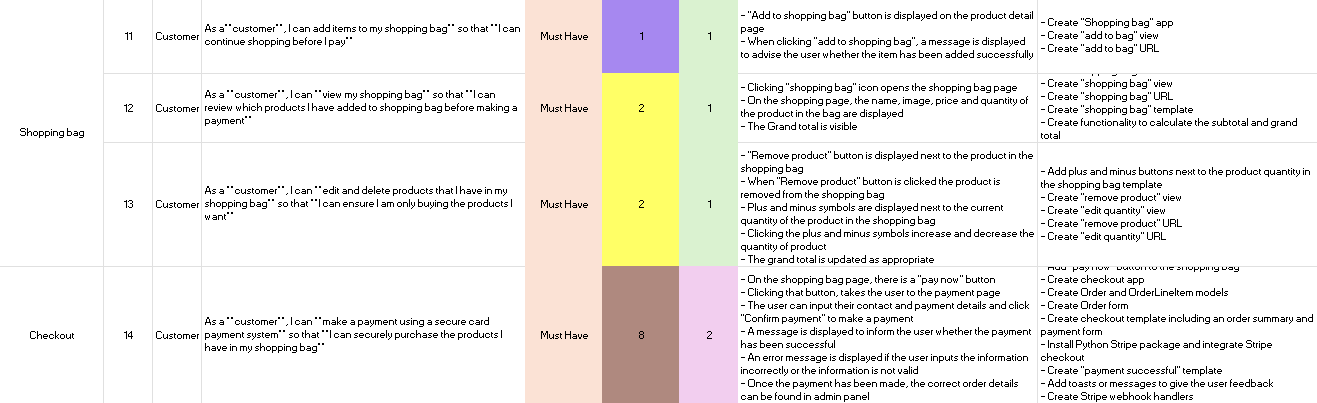 Shopping bag
11
Customer
As a **customer**, I can add items to my shopping bag** so that **I can
continue shopping before I pay**
Must Have
1
1
- "Add to shopping bag" button is displayed on the product detail
page
- When clicking "add to shopping bag", a message is displayed
to advise the user whether the item has been added successfully
- Create "Shopping bag" app
- Create "add to bag" view
- Create "add to bag" URL
12
Customer
As a **customer**, I can **view my shopping bag** so that **I can
review which products I have added to shopping bag before making a
payment**
Must Have
2
1
- Clicking "shopping bag" icon opens the shopping bag page
- On the shopping page, the name, image, price and quantity of
the product in the bag are displayed
- The Grand total is visible
- Create "shopping bag" view
- Create "shopping bag" URL
- Create "shopping bag" template
- Create functionality to calculate the subtotal and grand
total
13
Customer
As a **customer**, I can **edit and delete products that I have in my
shopping bag** so that **I can ensure I am only buying the products I
want**
Must Have
2
1
- "Remove product" button is displayed next to the product in the
shopping bag
- When "Remove product" button is clicked the product is
removed from the shopping bag
- Plus and minus symbols are displayed next to the current
quantity of the product in the shopping bag
- Clicking the plus and minus symbols increase and decrease the
quantity of product
- The grand total is updated as appropriate
- Add plus and minus buttons next to the product quantity in
the shopping bag template
- Create "remove product" view
- Create "edit quantity" view
- Create "remove product" URL
- Create "edit quantity" URL
Checkout
14
Customer
As a **customer**, I can **make a payment using a secure card
payment system** so that **I can securely purchase the products I
have in my shopping bag**
Must Have
8
2
- On the shopping bag page, there is a "pay now" button
- Clicking that button, takes the user to the payment page
- The user can input their contact and payment details and click
"Confirm payment" to make a payment
- A message is displayed to inform the user whether the payment
has been successful
- An error message is displayed if the user inputs the information
incorrectly or the information is not valid
- Once the payment has been made, the correct order details
can be found in admin panel
- Add "pay now" button to the shopping bag
- Create checkout app
- Create Order and OrderLineItem models
- Create Order form
- Create checkout template including an order summary and
payment form
- Install Python Stripe package and integrate Stripe
checkout
- Create "payment successful" template
- Add toasts or messages to give the user feedback
- Create Stripe webhook handlers